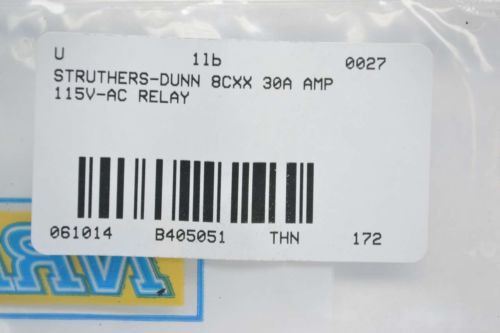 U 1lb 0027
STRUTHERS-DUNN 8CXX 30A AMP
115V-AC RELAY
061014 B405051 THN 172